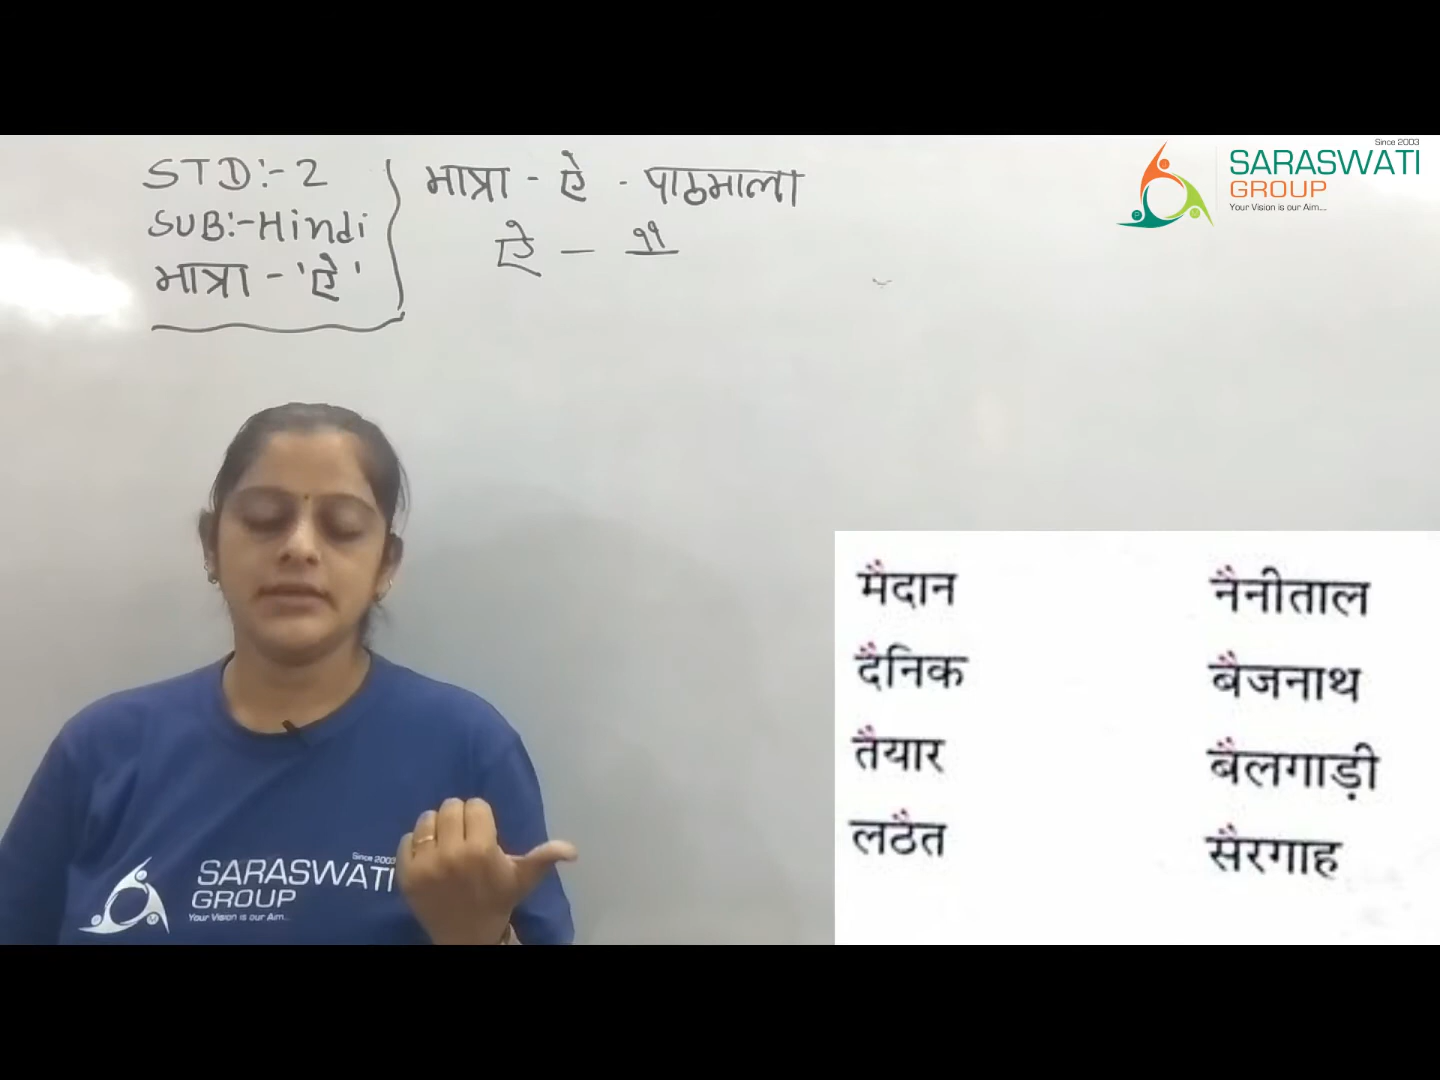 STD:-2
SUB:-Hindi
मात्रा - 'ऐ'
मात्रा - ऐ - पाठमाला
ऐ — ै
Since 2003
SARASWATI
GROUP
Your Vision is our Aim...
मैदान
दैनिक
तैयार
लठैत
नैनीताल
बैजनाथ
बैलगाड़ी
सैरगाह
Since 2003
SARASWATI
GROUP
Your Vision is our Aim...